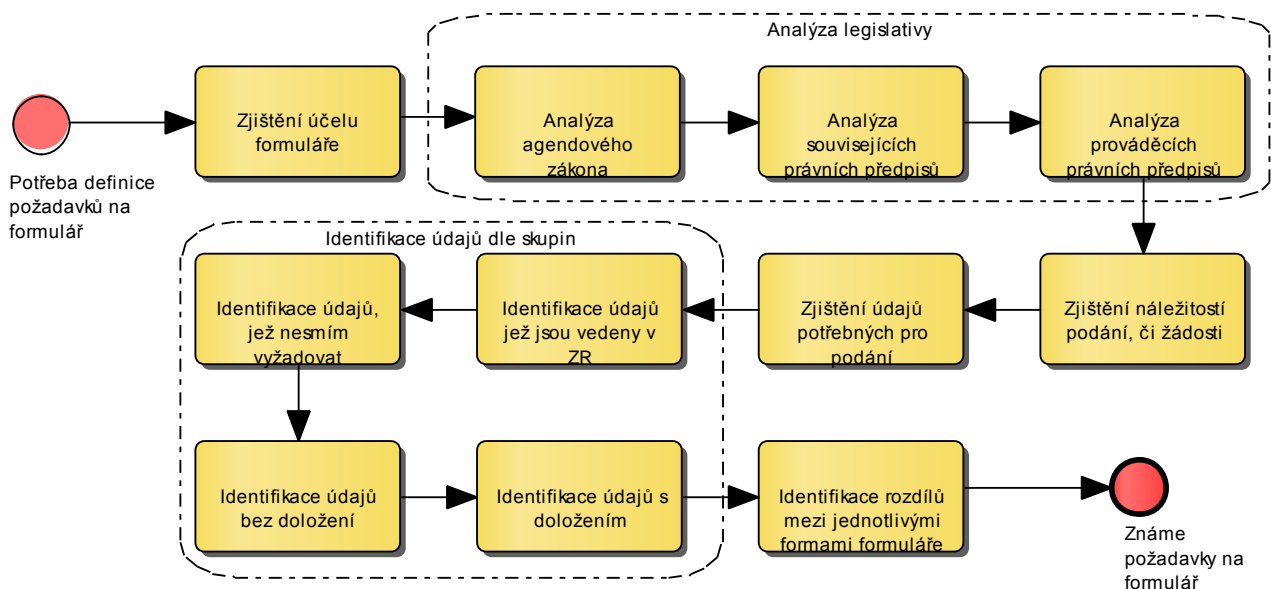 Analýza legislativy
Zjištění účelu
formuláře
Analýza
agendového
zákona
Analýza
souvisejících
právních předpisů
Analýza
prováděcích
právních předpisů
Potřeba definice
požadavků na
formulář
Identifikace údajů dle skupin
Identifikace údajů,
jež nesmím
vyžadovat
Identifikace údajů
jež jsou vedeny v
ZR
Zjištění údajů
potřebných pro
podání
Zjištění náležitostí
podání, či žádosti
Identifikace údajů
bez doložení
Identifikace údajů s
doložením
Identifikace rozdílů
mezi jednotlivými
formami formuláře
Známe
požadavky na
formulář